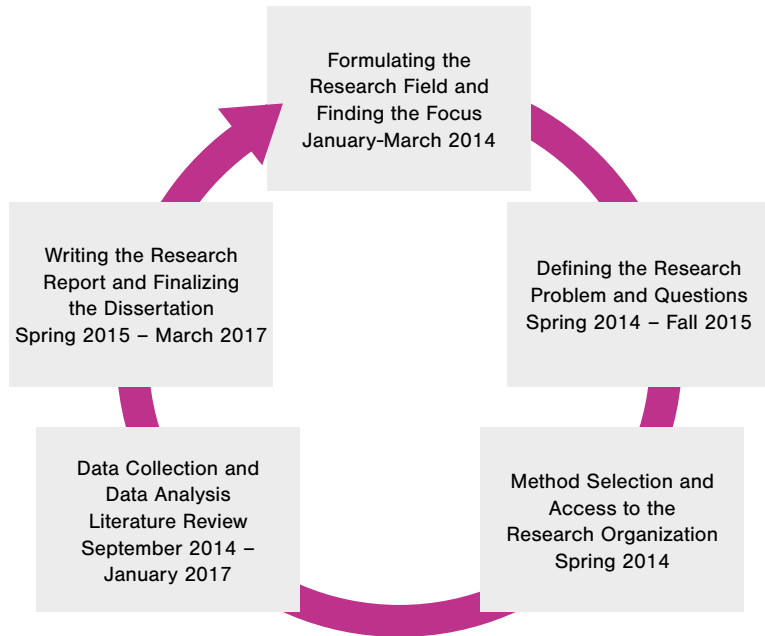 Formulating the
Research Field and
Finding the Focus
January-March 2014
Defining the Research
Problem and Questions
Spring 2014 – Fall 2015
Method Selection and
Access to the
Research Organization
Spring 2014
Data Collection and
Data Analysis
Literature Review
September 2014 –
January 2017
Writing the Research
Report and Finalizing
the Dissertation
Spring 2015 – March 2017